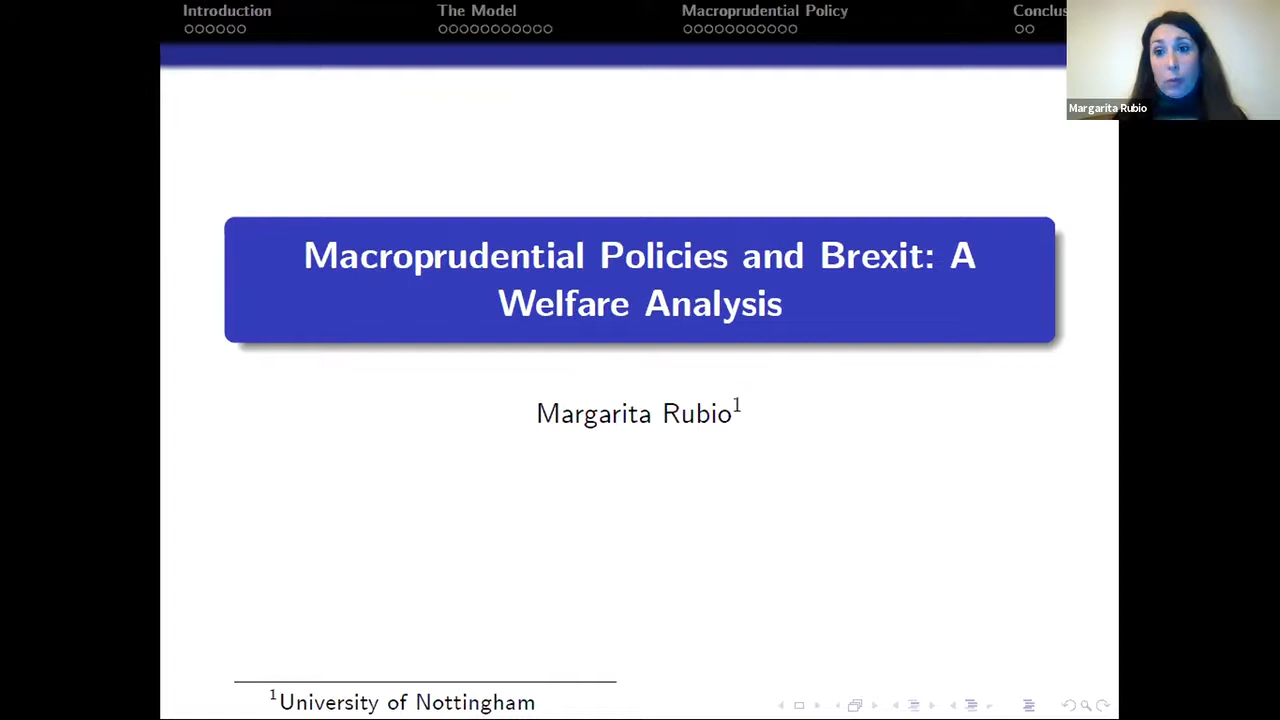 Introduction
The Model
Macroprudential Policy
Conclus
Margarita Rubio
Macroprudential Policies and Brexit: A
Welfare Analysis
Margarita Rubio¹
¹University of Nottingham